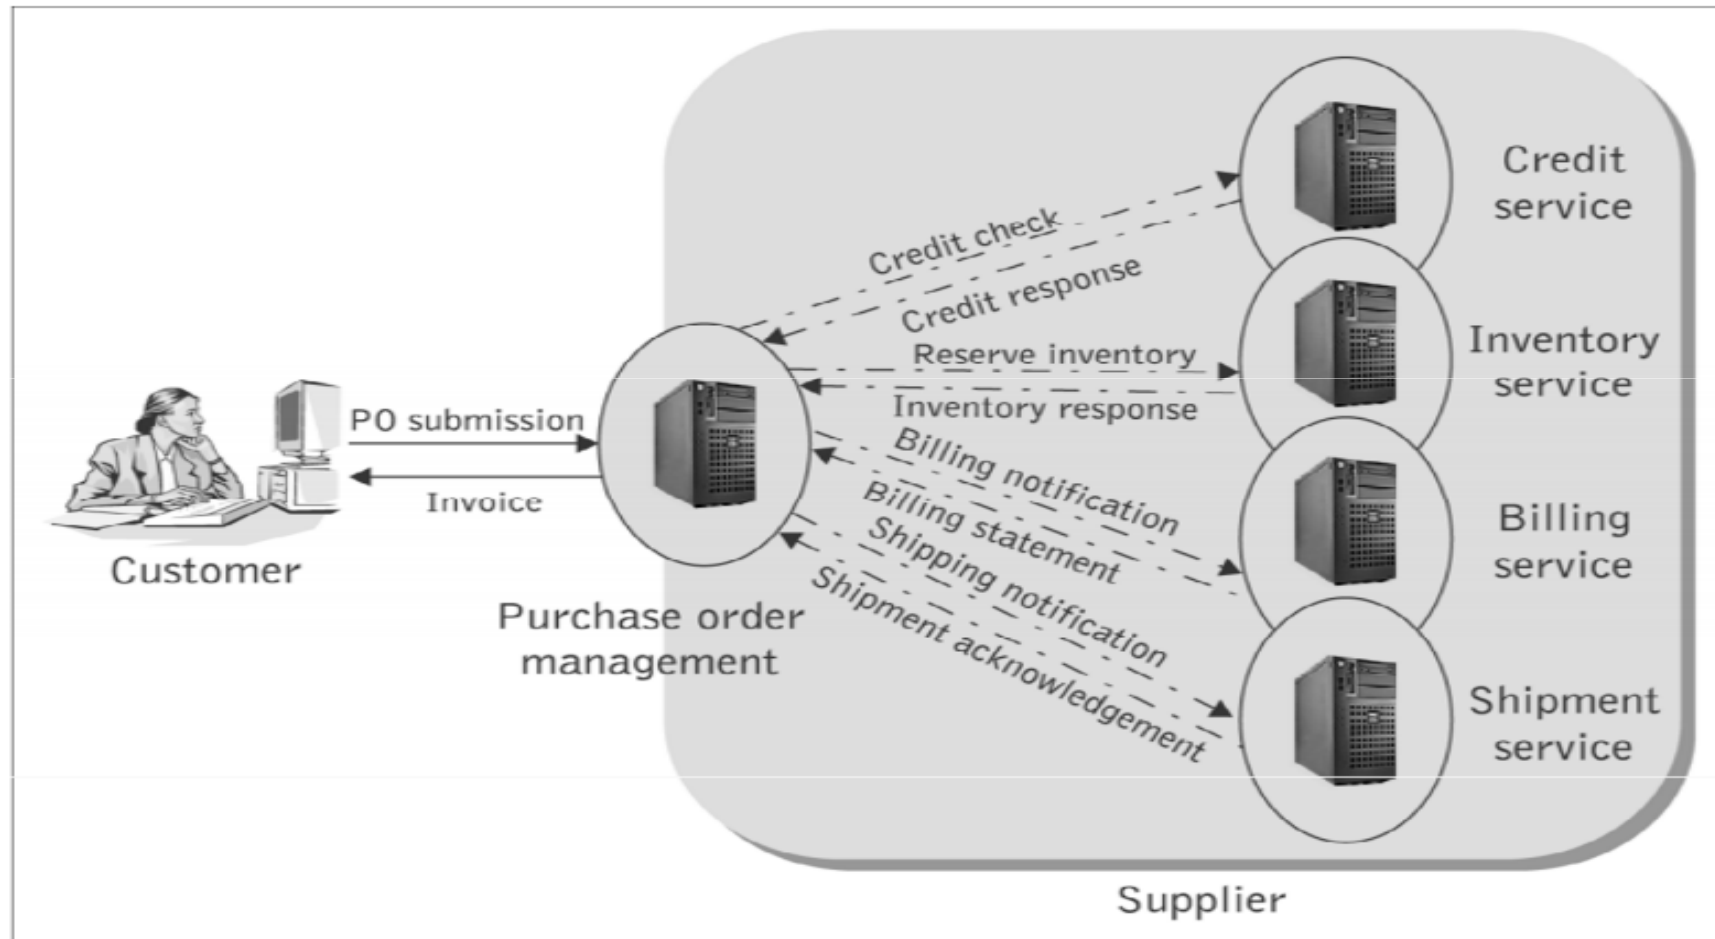 Credit
service
Credit check
Credit response
Reserve inventory
Inventory response
Inventory
service
PO submission
Invoice
Customer
Purchase order
management
Billing notification
Billing statement
Billing
service
Shipping notification
Shipment acknowledgement
Shipment
service
Supplier